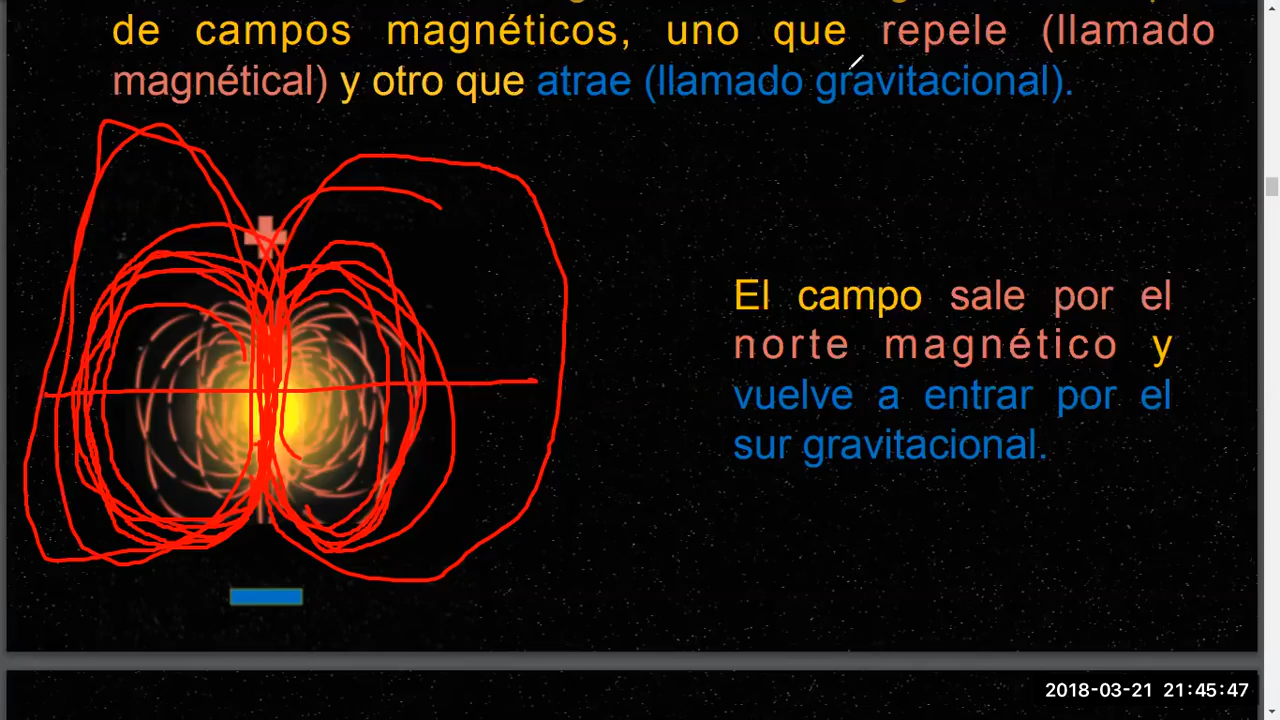 de campos magnéticos, uno que repele (llamado
magnétical) y otro que atrae (llamado gravitacional).
El campo sale por el
norte magnético y
vuelve a entrar por el
sur gravitacional.
2018-03-21 21:45:47